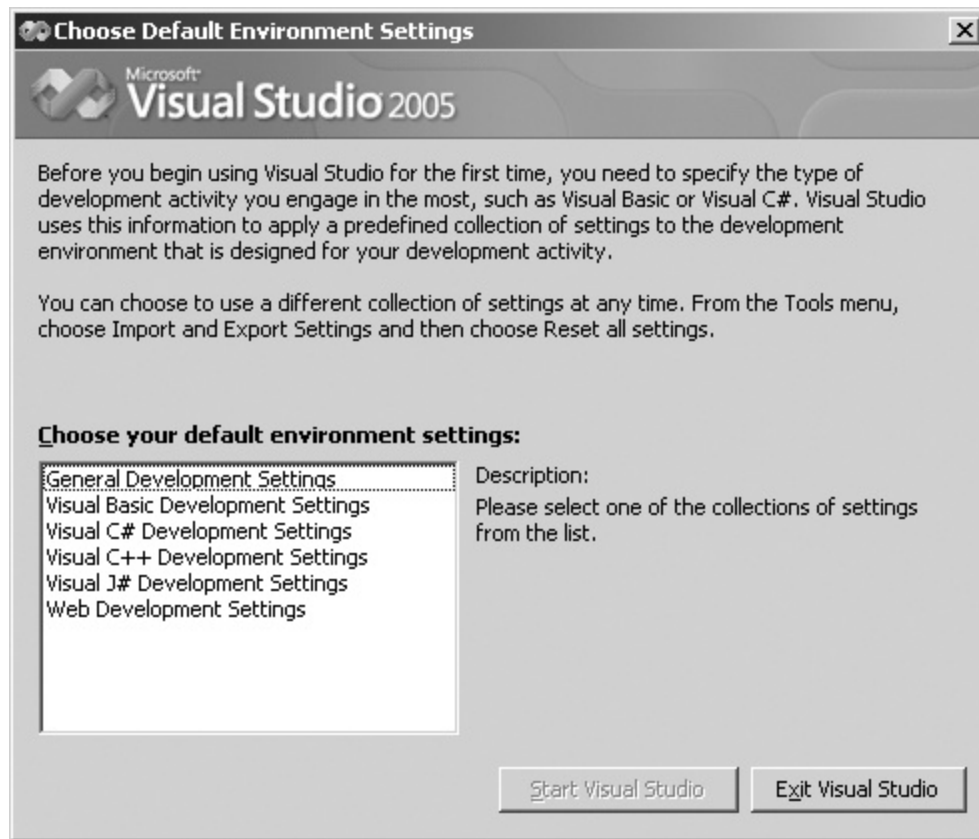 Choose Default Environment Settings
Microsoft
Visual Studio 2005
Before you begin using Visual Studio for the first time, you need to specify the type of
development activity you engage in the most, such as Visual Basic or Visual C#. Visual Studio
uses this information to apply a predefined collection of settings to the development
environment that is designed for your development activity.
You can choose to use a different collection of settings at any time. From the Tools menu,
choose Import and Export Settings and then choose Reset all settings.
Choose your default environment settings:
General Development Settings
Visual Basic Development Settings
Visual C# Development Settings
Visual C++ Development Settings
Visual J# Development Settings
Web Development Settings
Description:
Please select one of the collections of settings
from the list.
Start Visual Studio
Exit Visual Studio